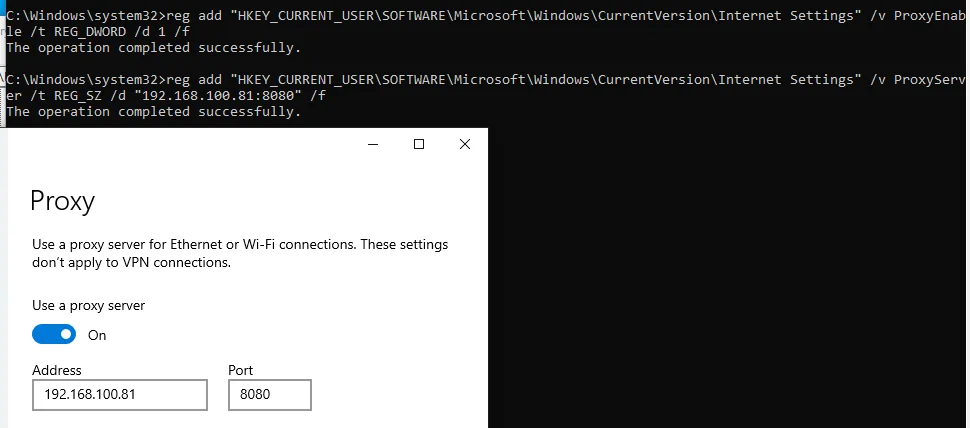 C:\Windows\system32>reg add "HKEY_CURRENT_USER\SOFTWARE\Microsoft\Windows\CurrentVersion\Internet Settings" /v ProxyEnab
le /t REG_DWORD /d 1 /f
The operation completed successfully.
C:\Windows\system32>reg add "HKEY_CURRENT_USER\SOFTWARE\Microsoft\Windows\CurrentVersion\Internet Settings" /v ProxyServ
er /t REG_SZ /d "192.168.100.81:8080" /f
The operation completed successfully.
Proxy
Use a proxy server for Ethernet or Wi-Fi connections. These settings
don't apply to VPN connections.
Use a proxy server
On
Address Port
192.168.100.81 8080